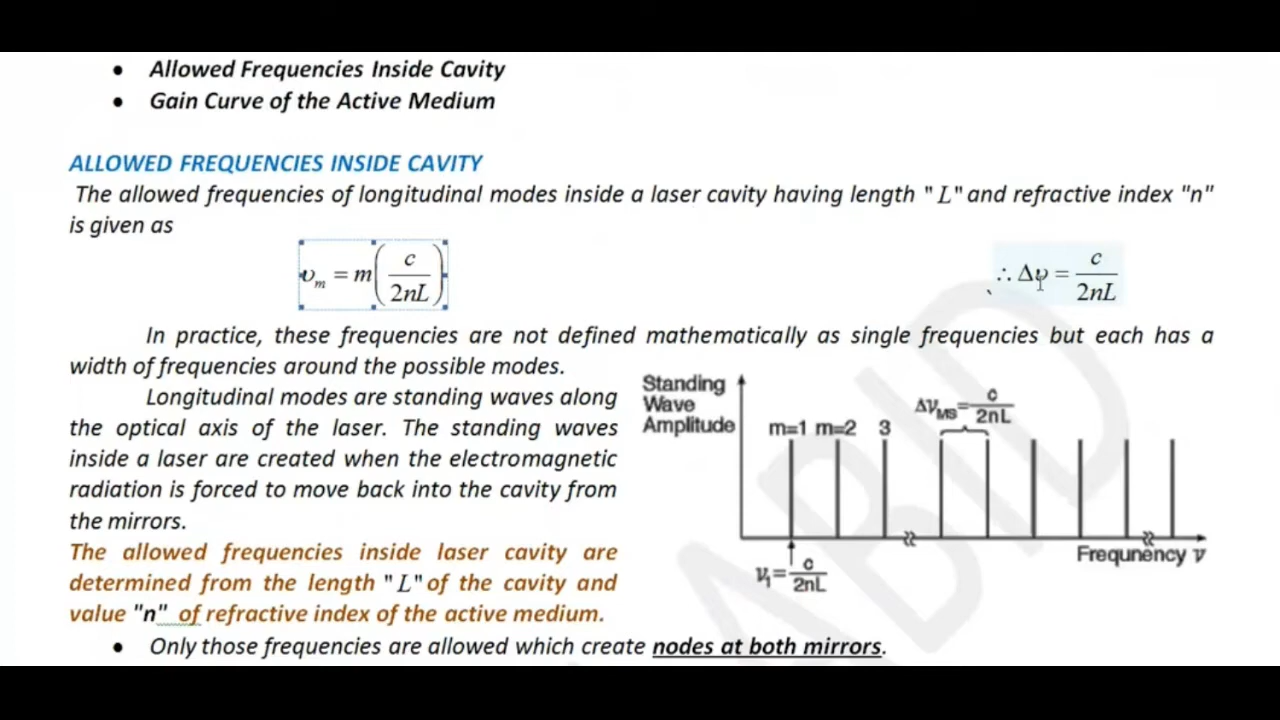 • Allowed Frequencies Inside Cavity
• Gain Curve of the Active Medium
ALLOWED FREQUENCIES INSIDE CAVITY
The allowed frequencies of longitudinal modes inside a laser cavity having length "L" and refractive index "n"
is given as
υ_m = m(c/2nL)
∴ Δυ = c/2nL
In practice, these frequencies are not defined mathematically as single frequencies but each has a
width of frequencies around the possible modes.
Longitudinal modes are standing waves along
the optical axis of the laser. The standing waves
inside a laser are created when the electromagnetic
radiation is forced to move back into the cavity from
the mirrors.
The allowed frequencies inside laser cavity are
determined from the length "L" of the cavity and
value "n" of refractive index of the active medium.
• Only those frequencies are allowed which create nodes at both mirrors.
Standing
Wave
Amplitude
m=1 m=2 3
Δν_MS = c/2nL
ν_1 = c/2nL
Frequnency ν
ABID